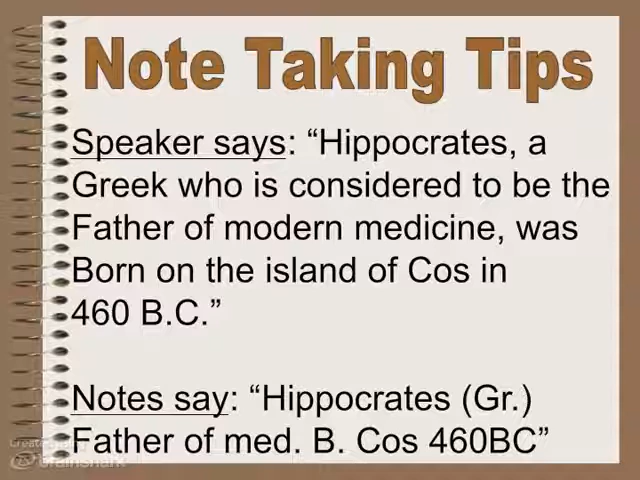 Note Taking Tips
Speaker says: “Hippocrates, a
Greek who is considered to be the
Father of modern medicine, was
Born on the island of Cos in
460 B.C.”
Notes say: “Hippocrates (Gr.)
Father of med. B. Cos 460BC”
brainshark